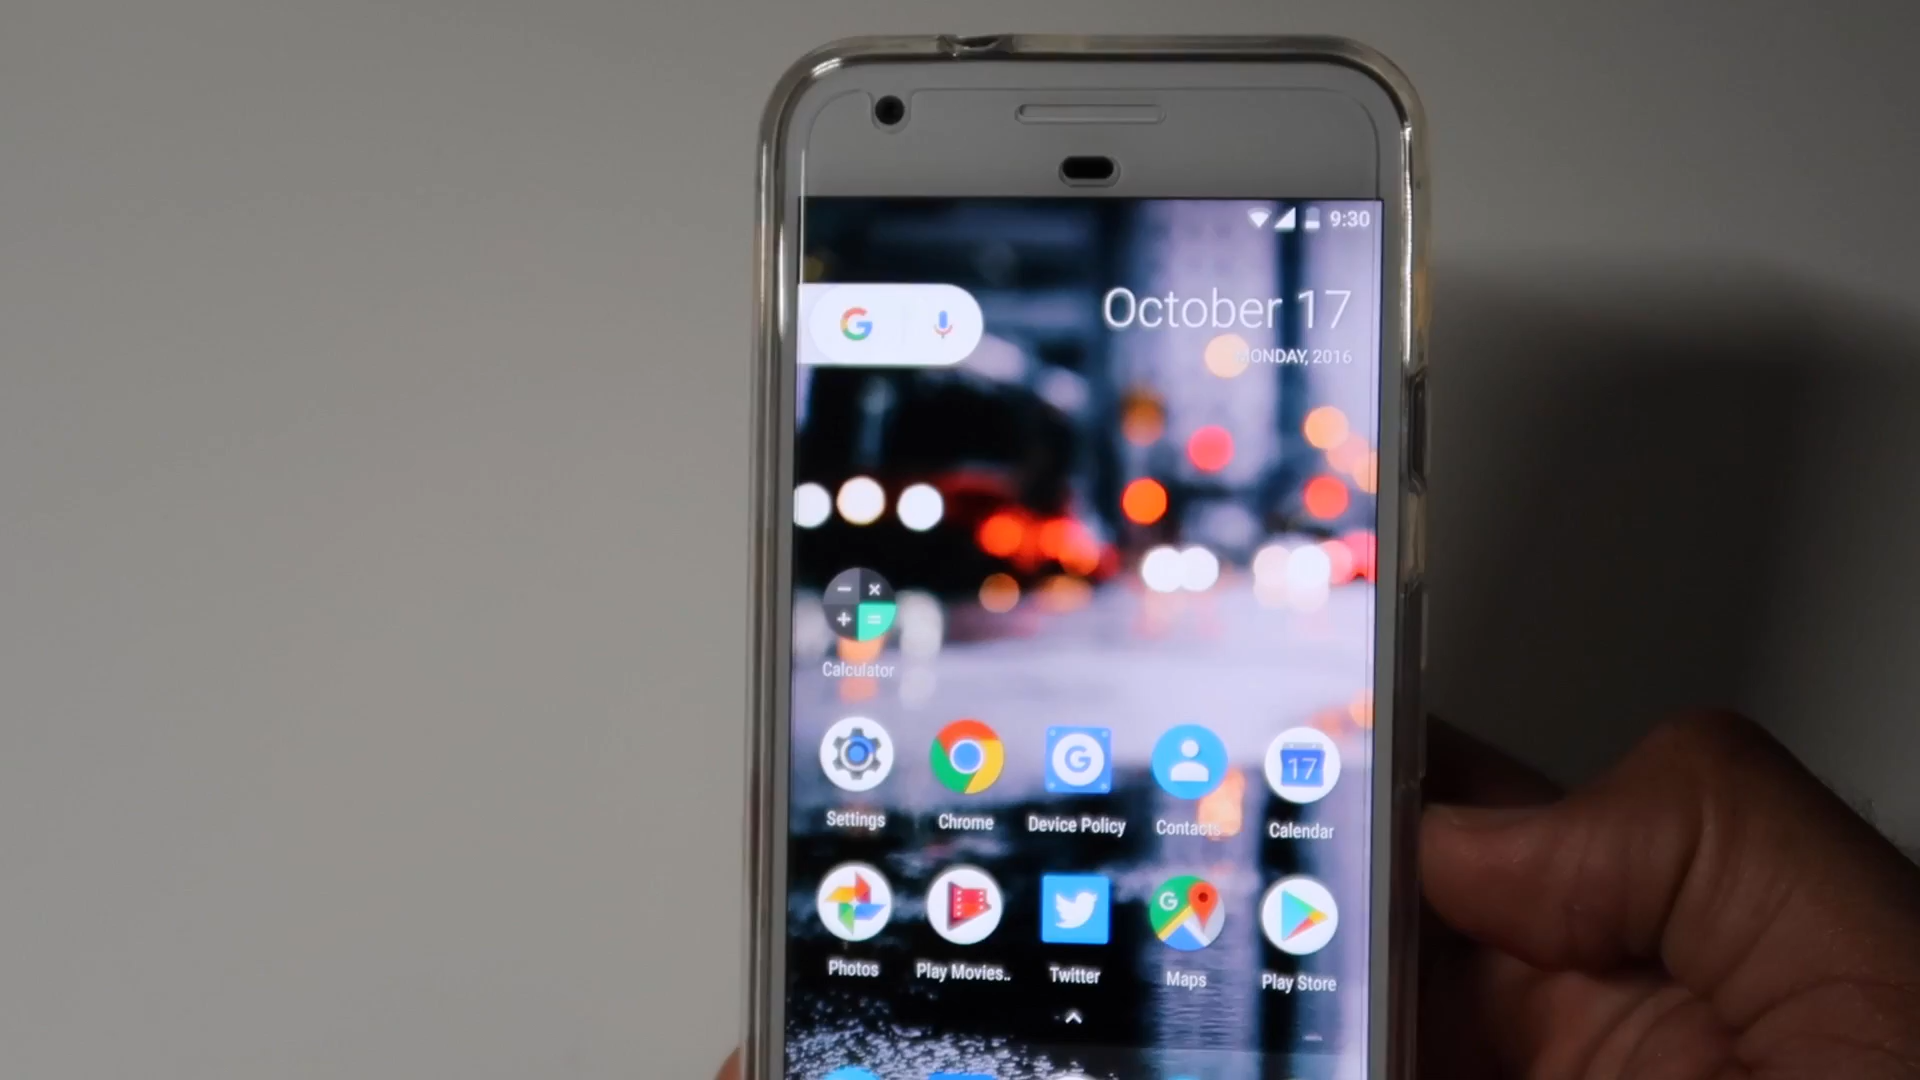 9:30
October 17
MONDAY, 2016
Calculator
17
Settings
Chrome
Device Policy
Contacts
Calendar
Photos
Play Movies..
Twitter
Maps
Play Store